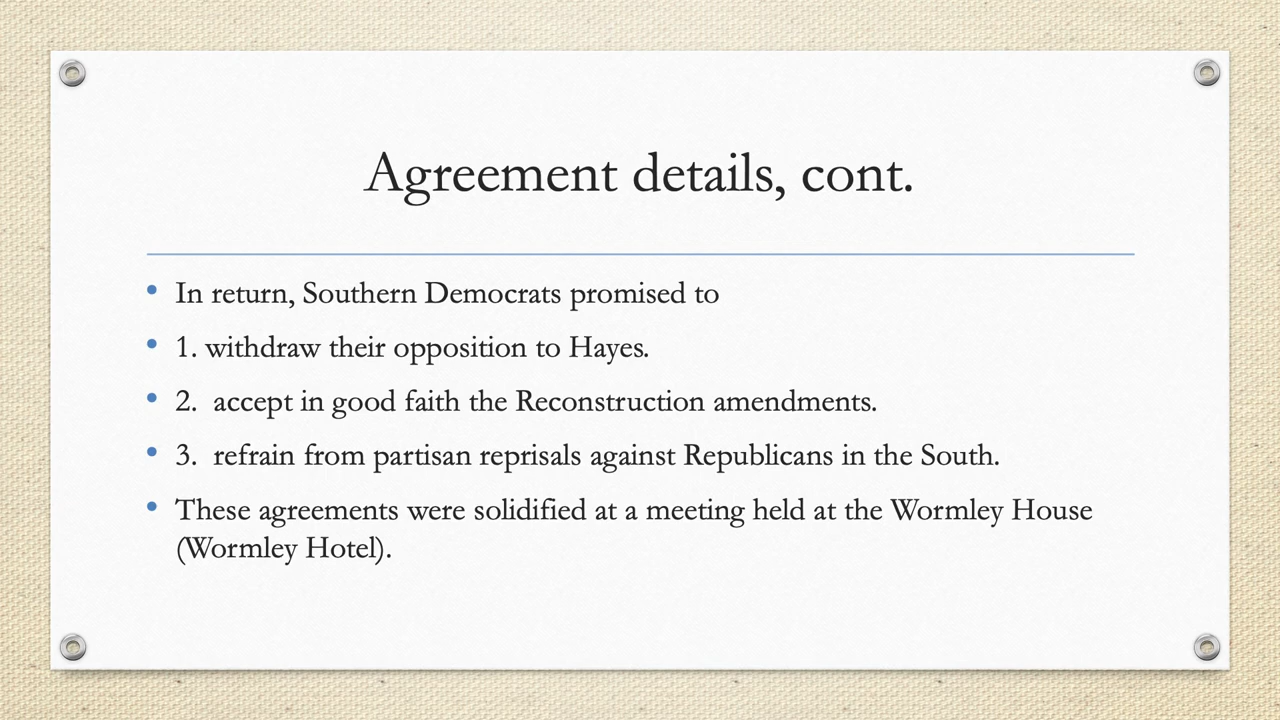 Agreement details, cont.
• In return, Southern Democrats promised to
• 1. withdraw their opposition to Hayes.
• 2.  accept in good faith the Reconstruction amendments.
• 3.  refrain from partisan reprisals against Republicans in the South.
• These agreements were solidified at a meeting held at the Wormley House
(Wormley Hotel).